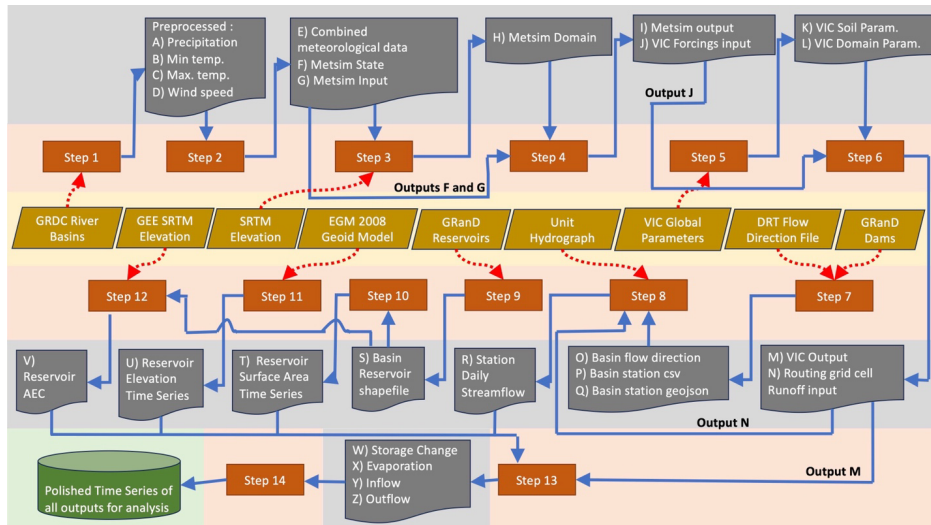 Preprocessed :
A) Precipitation
B) Min temp.
C) Max. temp.
D) Wind speed
E) Combined
meteorological data
F) Metsim State
G) Metsim Input
H) Metsim Domain
I) Metsim output
J) VIC Forcings input
K) VIC Soil Param.
L) VIC Domain Param.
Output J
Step 1
Step 2
Step 3
Step 4
Step 5
Step 6
Outputs F and G
GRDC River
Basins
GEE SRTM
Elevation
SRTM
Elevation
EGM 2008
Geoid Model
GRanD
Reservoirs
Unit
Hydrograph
VIC Global
Parameters
DRT Flow
Direction File
GRanD
Dams
Step 12
Step 11
Step 10
Step 9
Step 8
Step 7
V)
Reservoir
AEC
U) Reservoir
Elevation
Time Series
T) Reservoir
Surface Area
Time Series
S) Basin
Reservoir
shapefile
R) Station
Daily
Streamflow
O) Basin flow direction
P) Basin station csv
Q) Basin station geojson
M) VIC Output
N) Routing grid cell
Runoff input
Output N
Output M
Polished Time Series of
all outputs for analysis
Step 14
W) Storage Change
X) Evaporation
Y) Inflow
Z) Outflow
Step 13